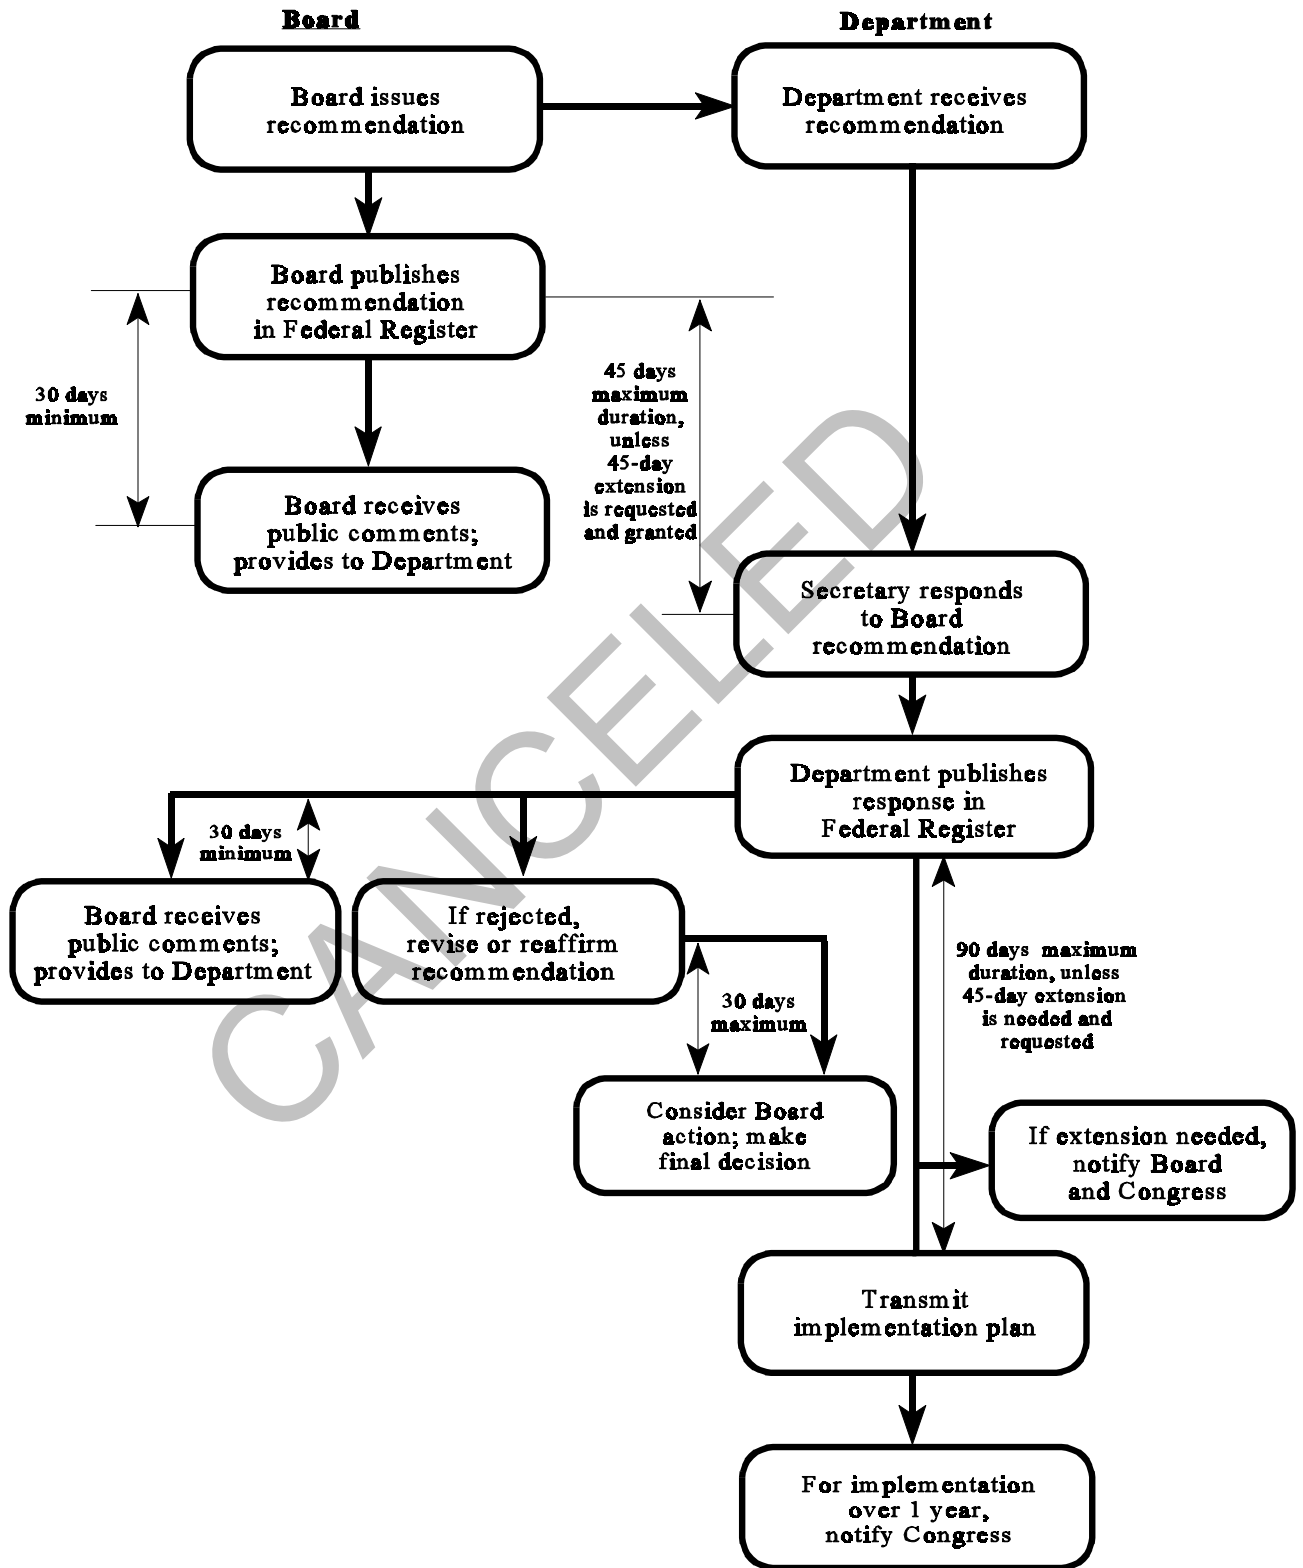 Board
Department
Board issues
recommendation
Department receives
recommendation
Board publishes
recommendation
in Federal Register
30 days
minimum
45 days
maximum
duration,
unless
45-day
extension
is requested
and granted
Board receives
public comments;
provides to Department
Secretary responds
to Board
recommendation
Department publishes
response in
Federal Register
30 days
minimum
Board receives
public comments;
provides to Department
If rejected,
revise or reaffirm
recommendation
30 days
maximum
90 days maximum
duration, unless
45-day extension
is needed and
requested
Consider Board
action; make
final decision
If extension needed,
notify Board
and Congress
Transmit
implementation plan
For implementation
over 1 year,
notify Congress
CANCELED